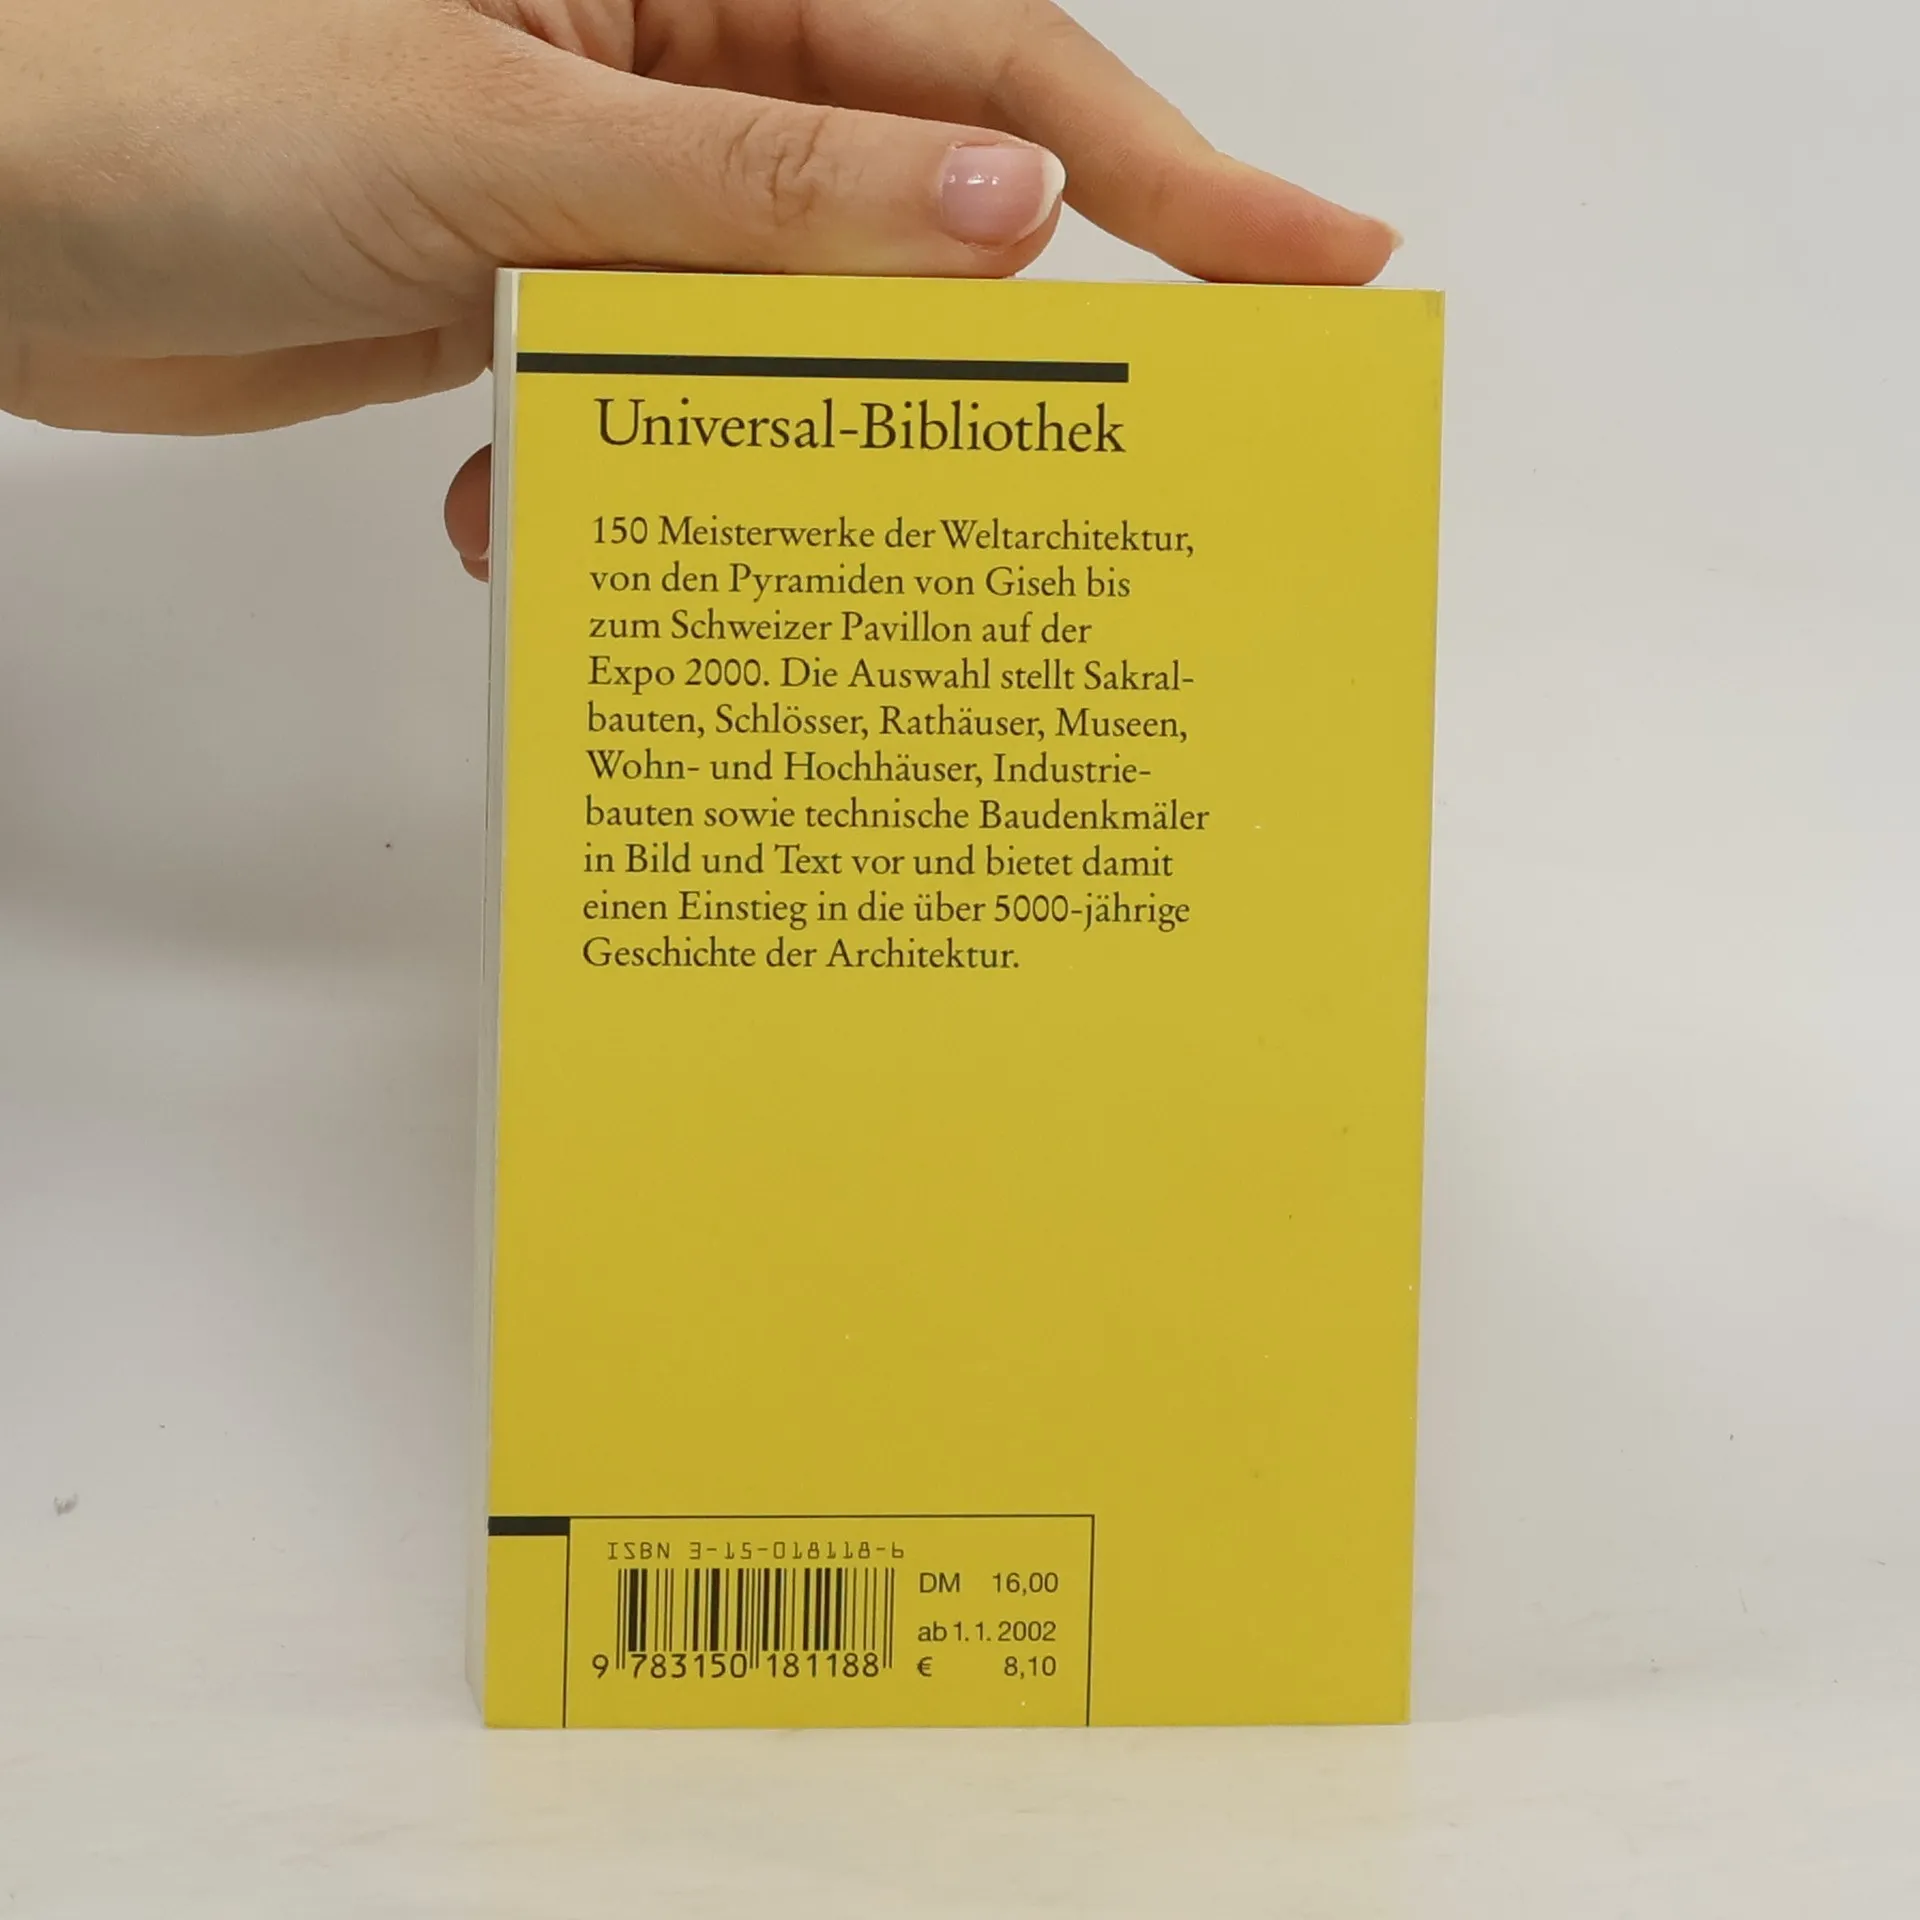 Universal-Bibliothek
150 Meisterwerke der Weltarchitektur,
von den Pyramiden von Giseh bis
zum Schweizer Pavillon auf der
Expo 2000. Die Auswahl stellt Sakral-
bauten, Schlösser, Rathäuser, Museen,
Wohn- und Hochhäuser, Industrie-
bauten sowie technische Baudenkmäler
in Bild und Text vor und bietet damit
einen Einstieg in die über 5000-jährige
Geschichte der Architektur.
ISBN 3-15-018118-6
9 783150 181188
DM 16,00
ab 1.1.2002
€ 8,10